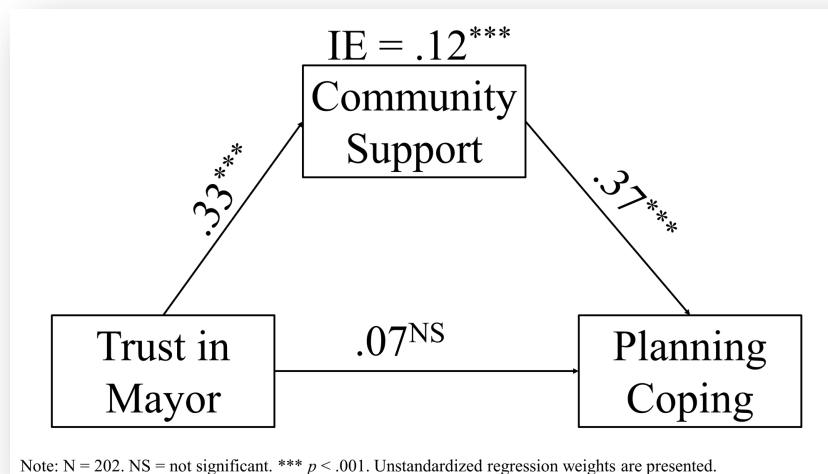 IE = .12***
Community
Support
.33***
.37***
Trust in
Mayor
.07NS
Planning
Coping
Note: N = 202. NS = not significant. *** p < .001. Unstandardized regression weights are presented.